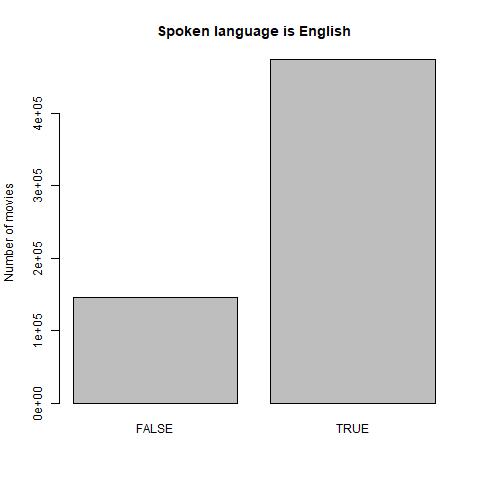 Spoken language is English
Number of movies
4e+05
3e+05
2e+05
1e+05
0e+00
FALSE
TRUE